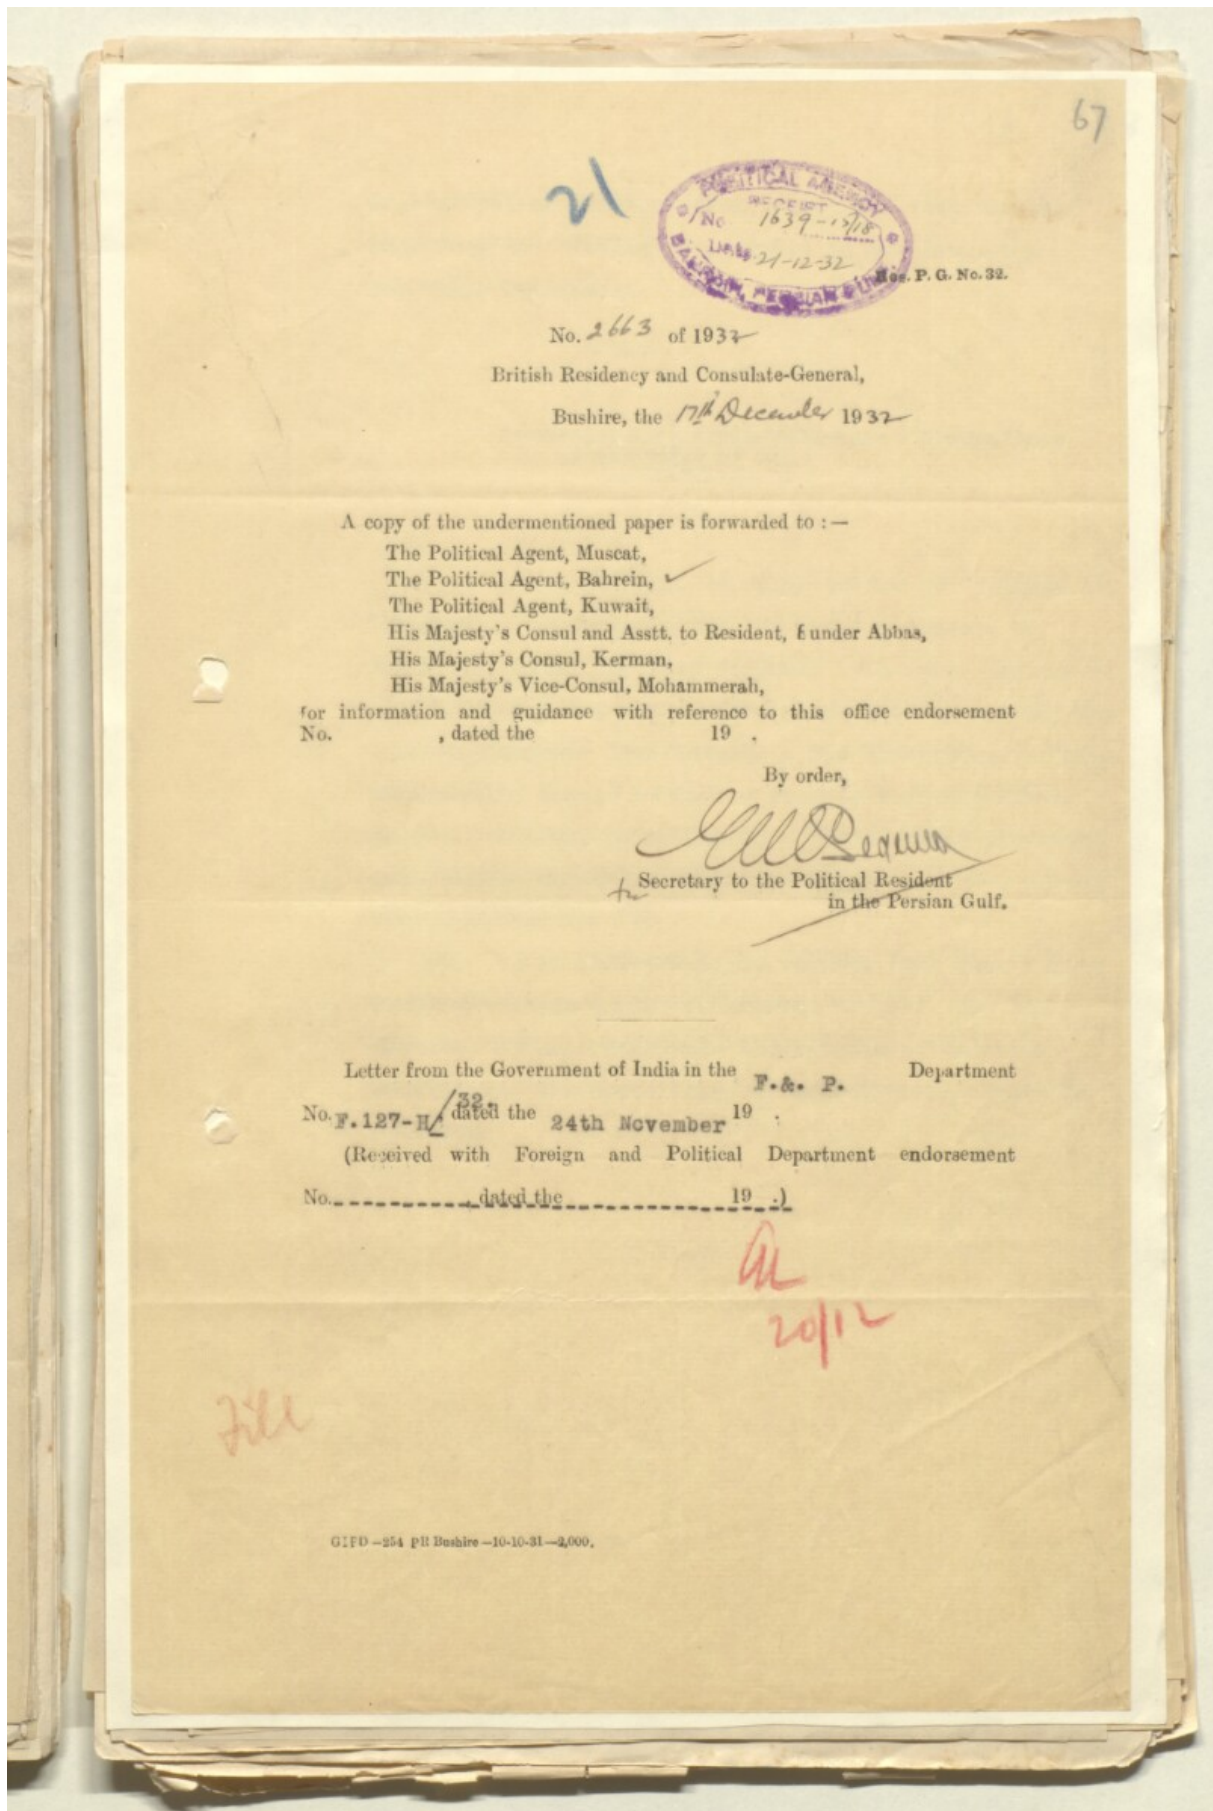 67
21
POLITICAL AGENCY
RECEIPT
No 1639-15/18
Date 21-12-32
BAHREIN, PERSIAN GULF.
Res. P. G. No. 32.
No. 2663 of 1932
British Residency and Consulate-General,
Bushire, the 17th December 1932
A copy of the undermentioned paper is forwarded to :—
The Political Agent, Muscat,
The Political Agent, Bahrein, ✓
The Political Agent, Kuwait,
His Majesty's Consul and Asstt. to Resident, Bunder Abbas,
His Majesty's Consul, Kerman,
His Majesty's Vice-Consul, Mohammerah,
for information and guidance with reference to this office endorsement
No. , dated the 19 .
By order,
for Secretary to the Political Resident
in the Persian Gulf.
Letter from the Government of India in the F.&. P. Department
No. F.127-H/32. dated the 24th November 19 .
(Received with Foreign and Political Department endorsement
No. , dated the 19 .)
20/12
File
GIPD—254 PR Bushire—10-10-31—2,000.